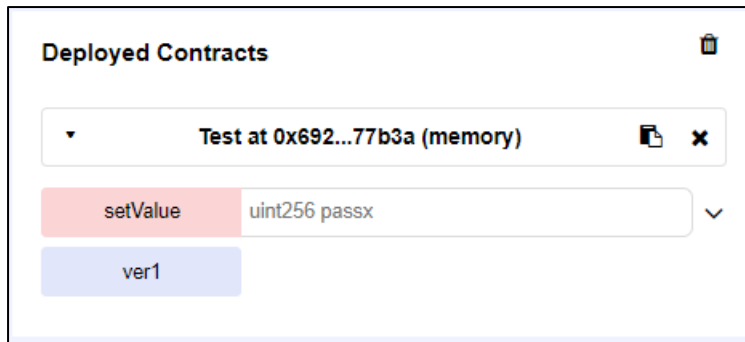 Deployed Contracts
Test at 0x692...77b3a (memory)
setValue uint256 passx
ver1